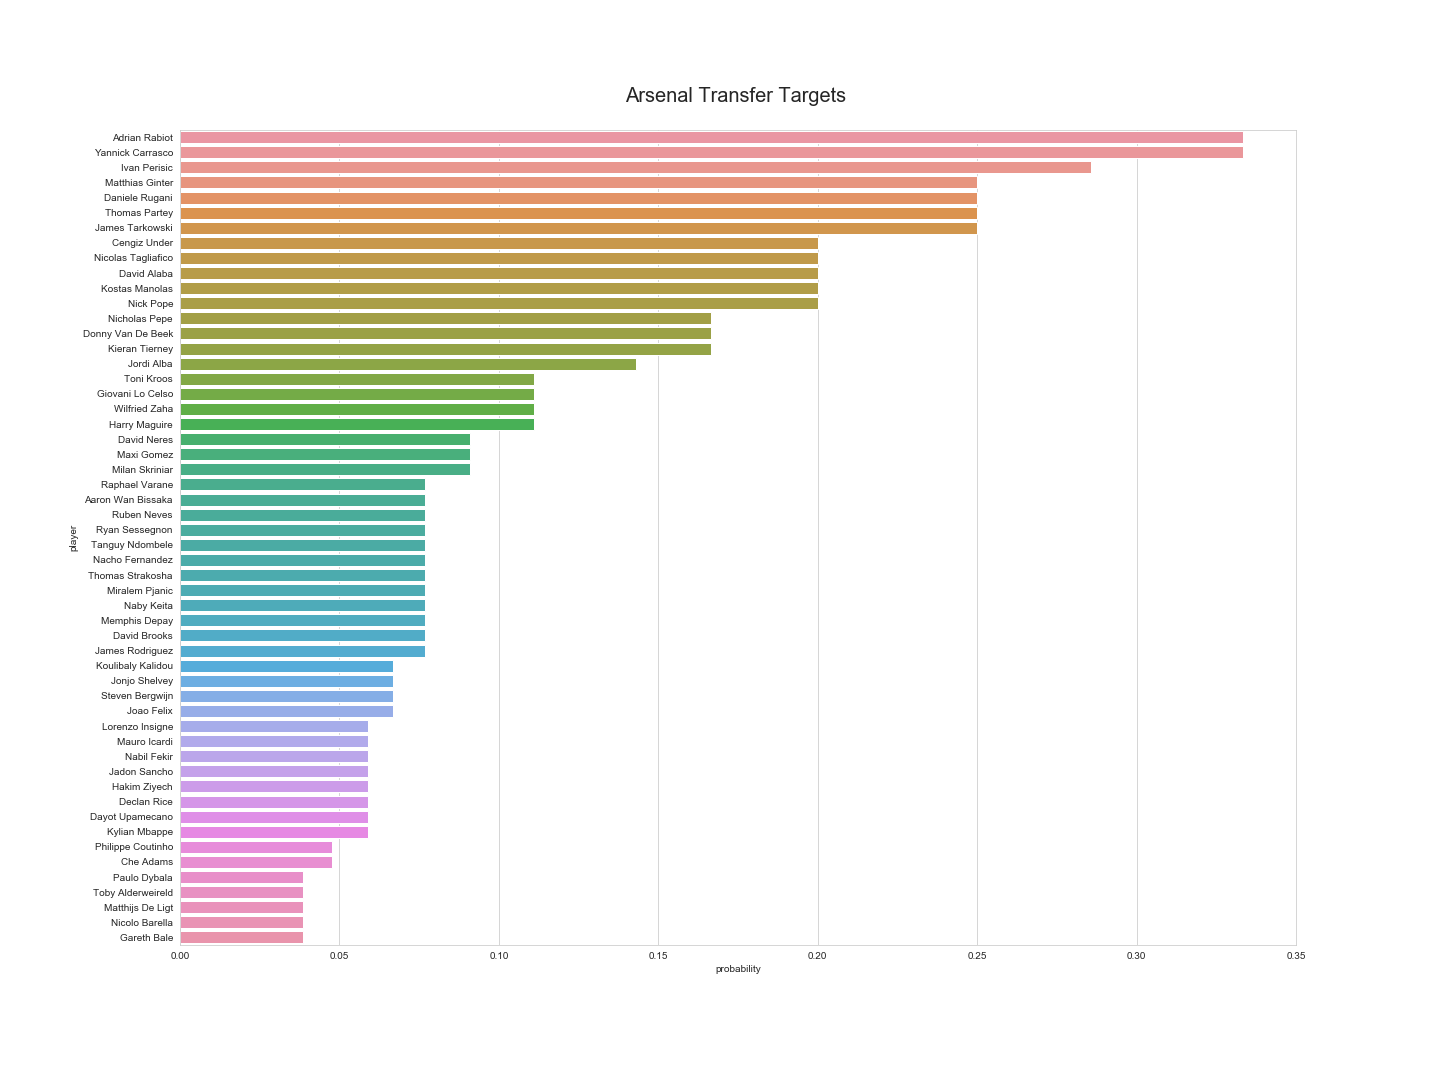 Arsenal Transfer Targets
Adrian Rabiot
Yannick Carrasco
Ivan Perisic
Matthias Ginter
Daniele Rugani
Thomas Partey
James Tarkowski
Cengiz Under
Nicolas Tagliafico
David Alaba
Kostas Manolas
Nick Pope
Nicholas Pepe
Donny Van De Beek
Kieran Tierney
Jordi Alba
Toni Kroos
Giovani Lo Celso
Wilfried Zaha
Harry Maguire
David Neres
Maxi Gomez
Milan Skriniar
Raphael Varane
Aaron Wan Bissaka
Ruben Neves
Ryan Sessegnon
Tanguy Ndombele
Nacho Fernandez
Thomas Strakosha
Miralem Pjanic
Naby Keita
Memphis Depay
David Brooks
James Rodriguez
Koulibaly Kalidou
Jonjo Shelvey
Steven Bergwijn
Joao Felix
Lorenzo Insigne
Mauro Icardi
Nabil Fekir
Jadon Sancho
Hakim Ziyech
Declan Rice
Dayot Upamecano
Kylian Mbappe
Philippe Coutinho
Che Adams
Paulo Dybala
Toby Alderweireld
Matthijs De Ligt
Nicolo Barella
Gareth Bale
player
0.00 0.05 0.10 0.15 0.20 0.25 0.30 0.35
probability